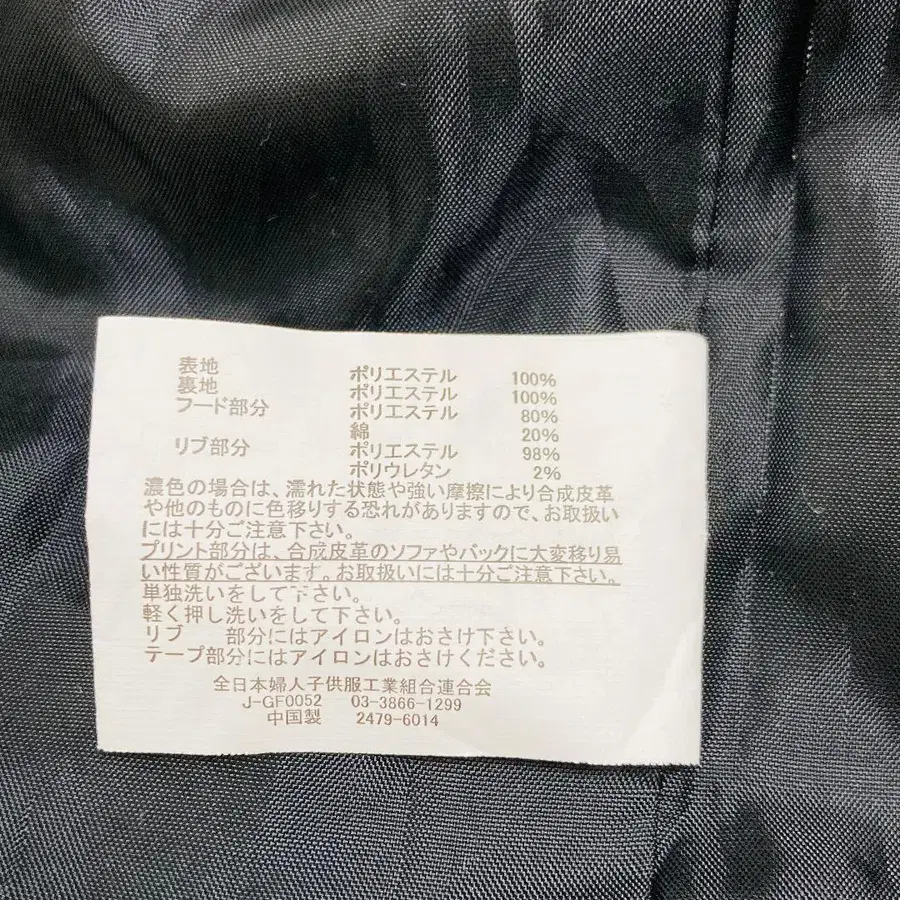 表地 ポリエステル 100%
裏地 ポリエステル 100%
フード部分 ポリエステル 80%
綿 20%
リブ部分 ポリエステル 98%
ポリウレタン 2%
濃色の場合は、濡れた状態や強い摩擦により合成皮革
や他のものに色移りする恐れがありますので、お取扱い
には十分ご注意下さい。
プリント部分は、合成皮革のソファやバックに大変移り易
い性質がございます。お取扱いには十分ご注意下さい。
単独洗いをして下さい。
軽く押し洗いをして下さい。
リブ 部分にはアイロンはおさけ下さい。
テープ部分にはアイロンはおさけください。
全日本婦人子供服工業組合連合会
J-GF0052 03-3866-1299
中国製 2479-6014